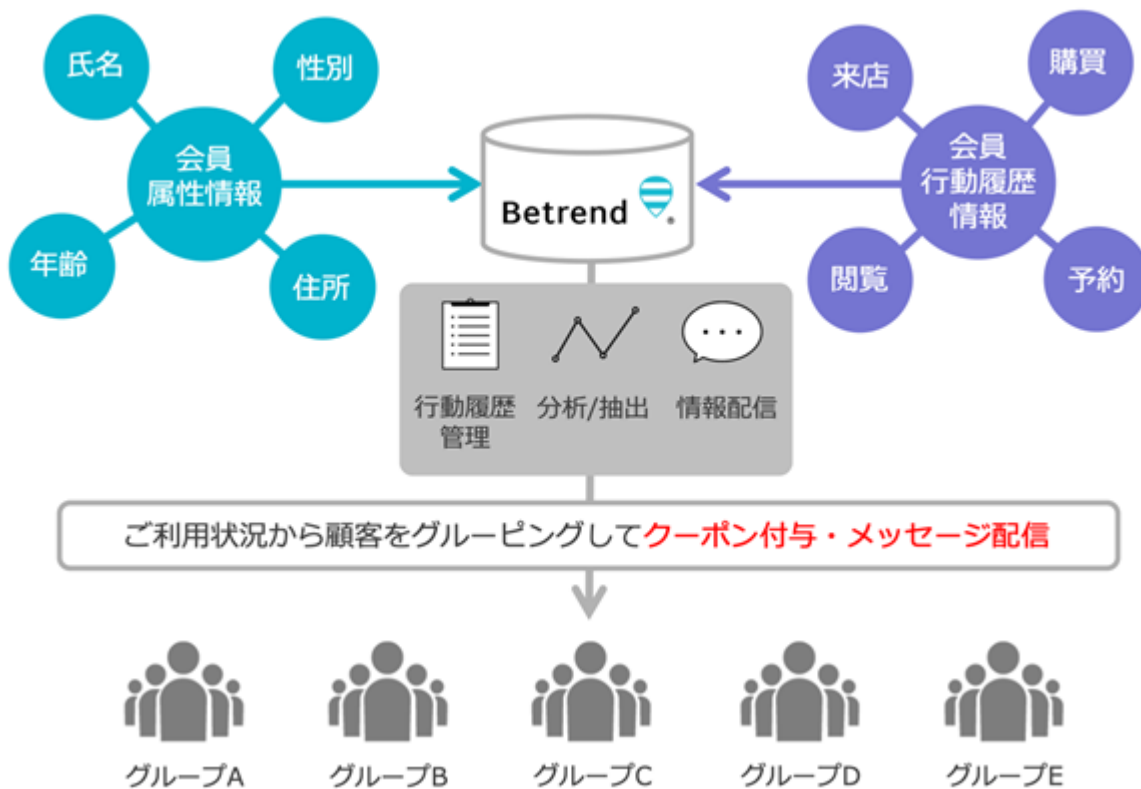 氏名
性別
会員
属性情報
年齢
住所
Betrend
®
来店
購買
会員
行動履歴
情報
閲覧
予約
行動履歴
管理
分析/抽出
情報配信
ご利用状況から顧客をグルーピングしてクーポン付与・メッセージ配信
グループA
グループB
グループC
グループD
グループE